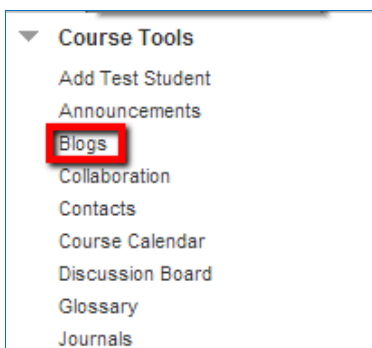 Course Tools
Add Test Student
Announcements
Blogs
Collaboration
Contacts
Course Calendar
Discussion Board
Glossary
Journals